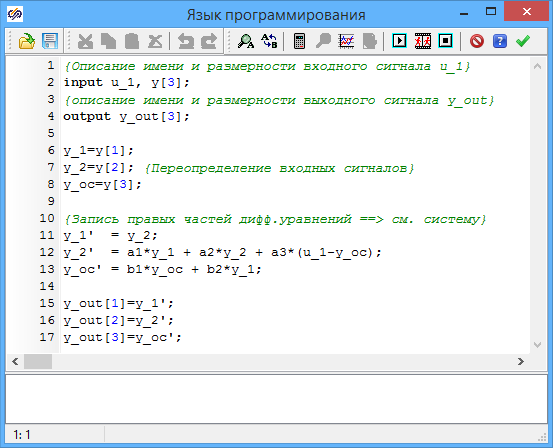 Язык программирования
1 {Описание имени и размерности входного сигнала u_1}
2 input u_1, y[3];
3 {описание имени и размерности выходного сигнала y_out}
4 output y_out[3];
5
6 y_1=y[1];
7 y_2=y[2]; {Переопределение входных сигналов}
8 y_oc=y[3];
9
10 {Запись правых частей дифф.уравнений ==> см. систему}
11 y_1' = y_2;
12 y_2' = a1*y_1 + a2*y_2 + a3*(u_1-y_oc);
13 y_oc' = b1*y_oc + b2*y_1;
14
15 y_out[1]=y_1';
16 y_out[2]=y_2';
17 y_out[3]=y_oc';
1: 1